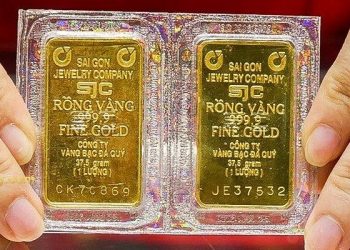 SAI GON
JEWELRY COMPANY
SJC
RỒNG VÀNG
999,9
FINE GOLD
CÔNG TY
VÀNG BẠC ĐÁ QUÝ
37,5 gram
(1 LƯỢNG)
SAI GON
JEWELRY COMPANY
SJC
RỒNG VÀNG
999,9
FINE GOLD
CÔNG TY
VÀNG BẠC ĐÁ QUÝ
37,5 gram
(1 LƯỢNG)
JE37532